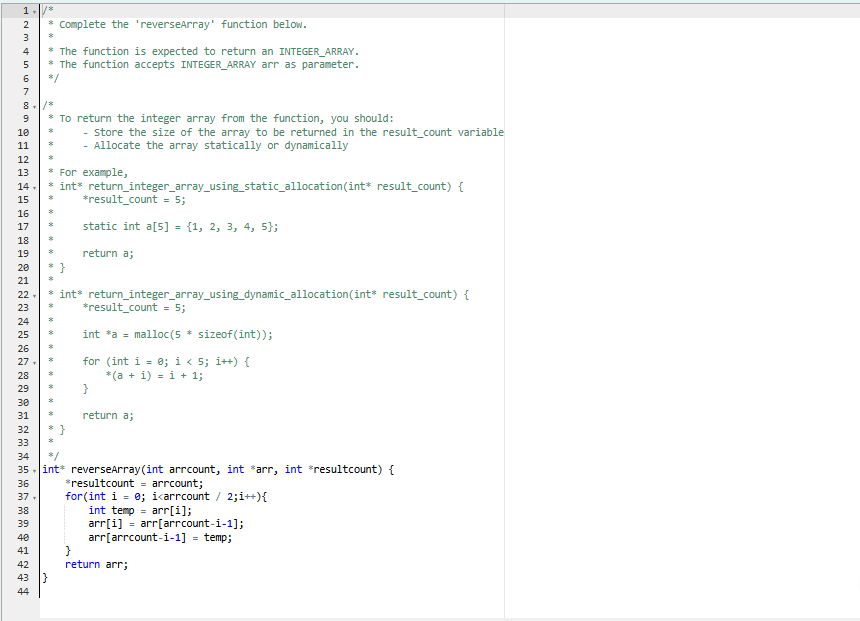 1 /*
2  * Complete the 'reverseArray' function below.
3  *
4  * The function is expected to return an INTEGER_ARRAY.
5  * The function accepts INTEGER_ARRAY arr as parameter.
6  */
7
8 /*
9  * To return the integer array from the function, you should:
10  *     - Store the size of the array to be returned in the result_count variable
11  *     - Allocate the array statically or dynamically
12  *
13  * For example,
14  * int* return_integer_array_using_static_allocation(int* result_count) {
15  *     *result_count = 5;
16  *
17  *     static int a[5] = {1, 2, 3, 4, 5};
18  *
19  *     return a;
20  * }
21  *
22  * int* return_integer_array_using_dynamic_allocation(int* result_count) {
23  *     *result_count = 5;
24  *
25  *     int *a = malloc(5 * sizeof(int));
26  *
27  *     for (int i = 0; i < 5; i++) {
28  *         *(a + i) = i + 1;
29  *     }
30  *
31  *     return a;
32  * }
33  *
34  */
35 int* reverseArray(int arrcount, int *arr, int *resultcount) {
36     *resultcount = arrcount;
37     for(int i = 0; i<arrcount / 2;i++){
38         int temp = arr[i];
39         arr[i] = arr[arrcount-i-1];
40         arr[arrcount-i-1] = temp;
41     }
42     return arr;
43 }
44